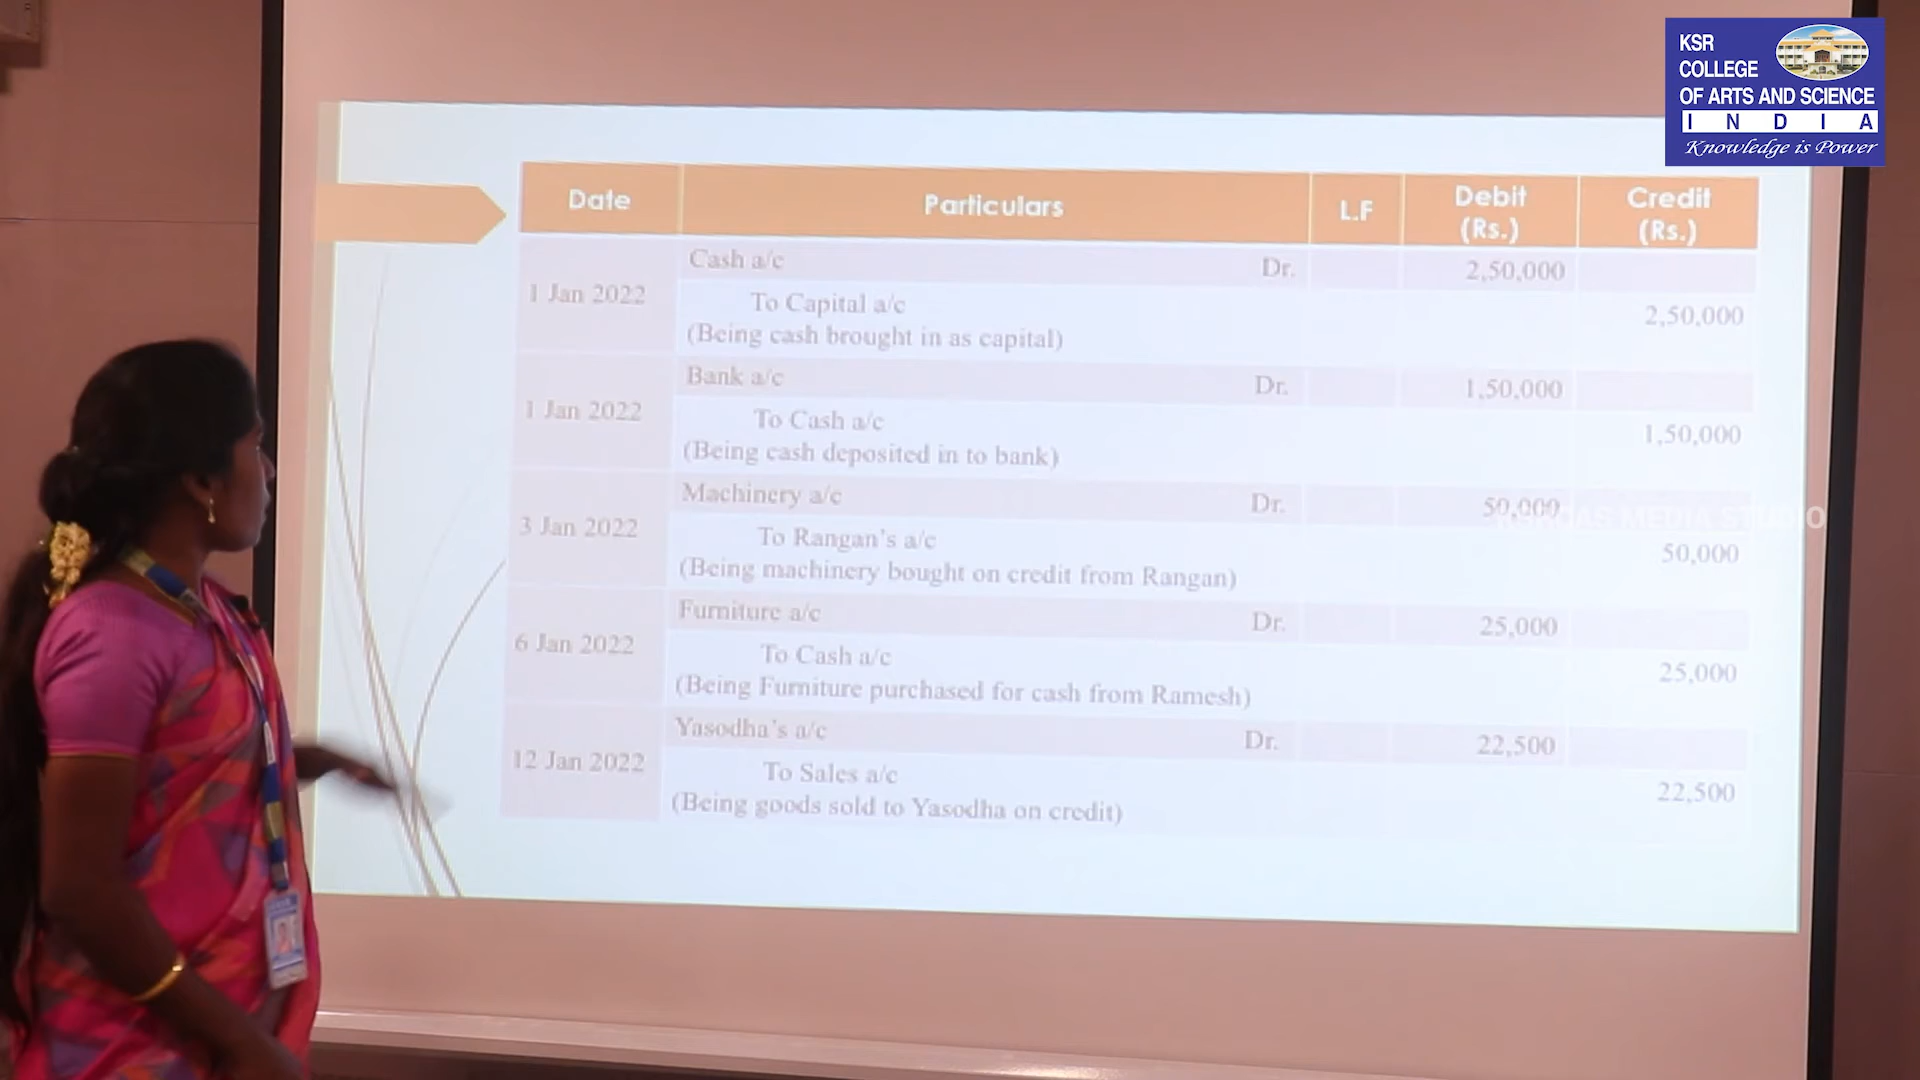 KSR
COLLEGE
OF ARTS AND SCIENCE
I N D I A
Knowledge is Power
Date Particulars L.F Debit (Rs.) Credit (Rs.)
1 Jan 2022 Cash a/c Dr. 2,50,000
To Capital a/c 2,50,000
(Being cash brought in as capital)
1 Jan 2022 Bank a/c Dr. 1,50,000
To Cash a/c 1,50,000
(Being cash deposited in to bank)
3 Jan 2022 Machinery a/c Dr. 50,000
To Rangan's a/c 50,000
(Being machinery bought on credit from Rangan)
6 Jan 2022 Furniture a/c Dr. 25,000
To Cash a/c 25,000
(Being Furniture purchased for cash from Ramesh)
12 Jan 2022 Yasodha's a/c Dr. 22,500
To Sales a/c 22,500
(Being goods sold to Yasodha on credit)
MEDIA STUDIO